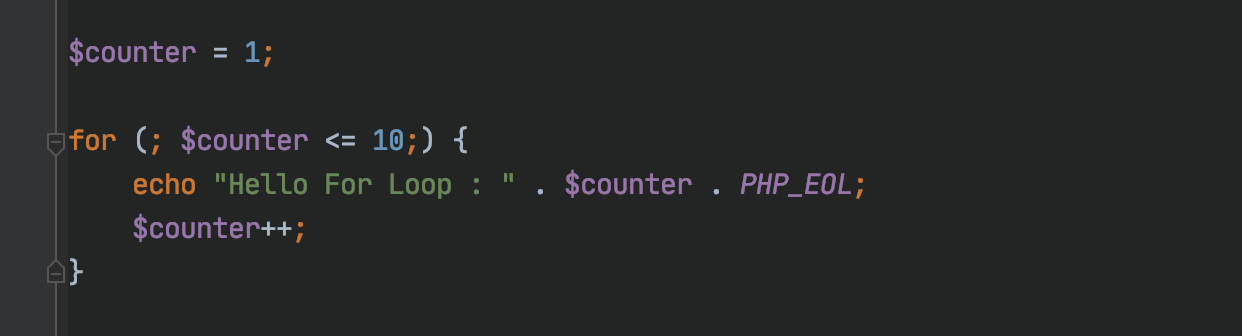 $counter = 1;
for (; $counter <= 10;) {
echo "Hello For Loop : " . $counter . PHP_EOL;
$counter++;
}